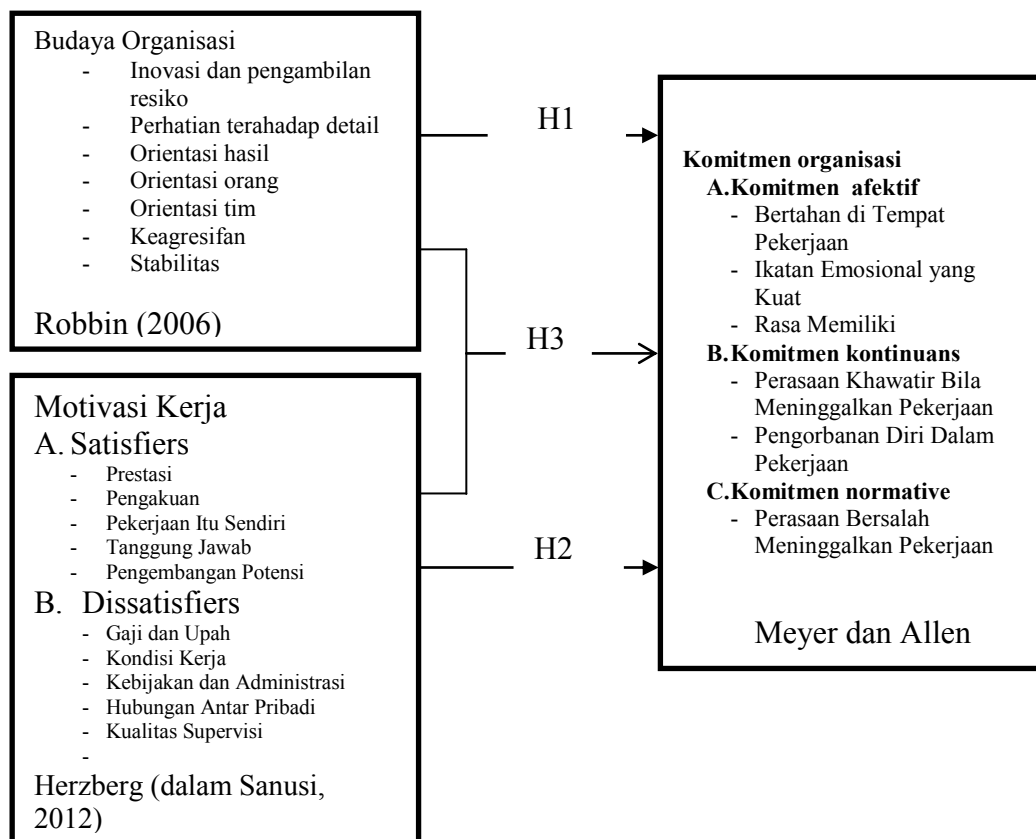 Budaya Organisasi
- Inovasi dan pengambilan
resiko
- Perhatian terahadap detail
- Orientasi hasil
- Orientasi orang
- Orientasi tim
- Keagresifan
- Stabilitas
Robbin (2006)
Motivasi Kerja
A. Satisfiers
- Prestasi
- Pengakuan
- Pekerjaan Itu Sendiri
- Tanggung Jawab
- Pengembangan Potensi
B. Dissatisfiers
- Gaji dan Upah
- Kondisi Kerja
- Kebijakan dan Administrasi
- Hubungan Antar Pribadi
- Kualitas Supervisi
-
Herzberg (dalam Sanusi,
2012)
H1
H3
H2
Komitmen organisasi
A.Komitmen afektif
- Bertahan di Tempat
Pekerjaan
- Ikatan Emosional yang
Kuat
- Rasa Memiliki
B.Komitmen kontinuans
- Perasaan Khawatir Bila
Meninggalkan Pekerjaan
- Pengorbanan Diri Dalam
Pekerjaan
C.Komitmen normative
- Perasaan Bersalah
Meninggalkan Pekerjaan
Meyer dan Allen